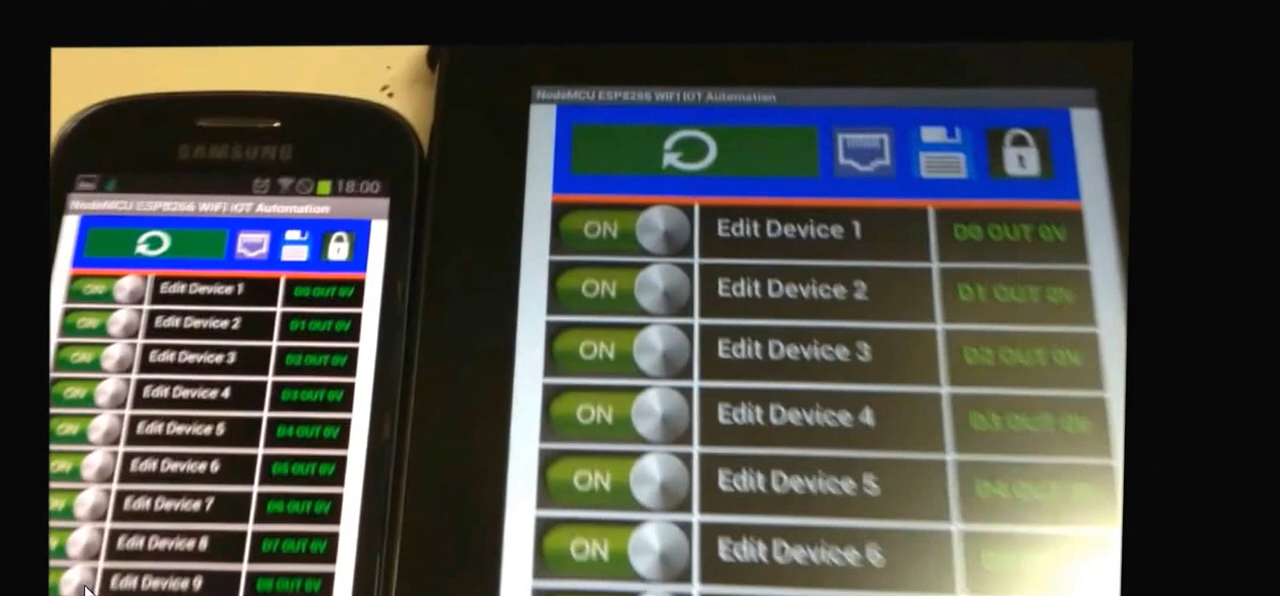 SAMSUNG
18:00
NodeMCU ESP8266 WIFI IOT Automation
ON Edit Device 1 D0 OUT 0V
ON Edit Device 2 D1 OUT 0V
ON Edit Device 3 D2 OUT 0V
ON Edit Device 4 D3 OUT 0V
ON Edit Device 5 D4 OUT 0V
ON Edit Device 6 D5 OUT 0V
Edit Device 7 D6 OUT 0V
Edit Device 8 D7 OUT 0V
Edit Device 9 D8 OUT 0V
NodeMCU ESP8266 WIFI IOT Automation
ON Edit Device 1 D0 OUT 0V
ON Edit Device 2 D1 OUT 0V
ON Edit Device 3 D2 OUT 0V
ON Edit Device 4 D3 OUT
ON Edit Device 5
ON Edit Device 6